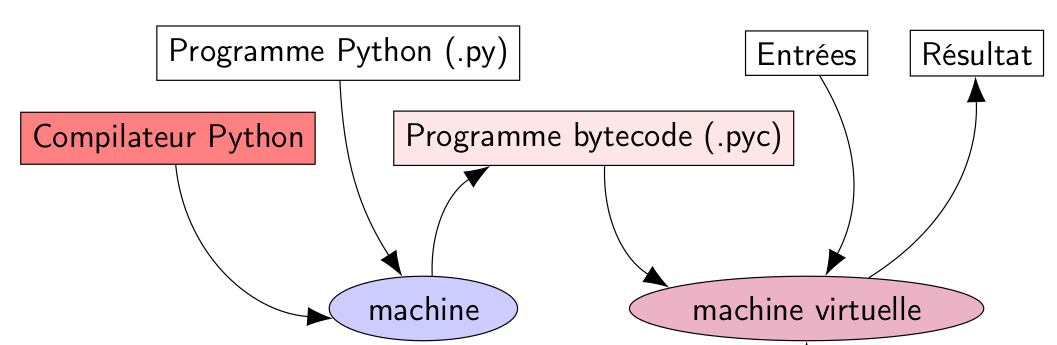 Programme Python (.py)
Entrées
Résultat
Compilateur Python
Programme bytecode (.pyc)
machine
machine virtuelle